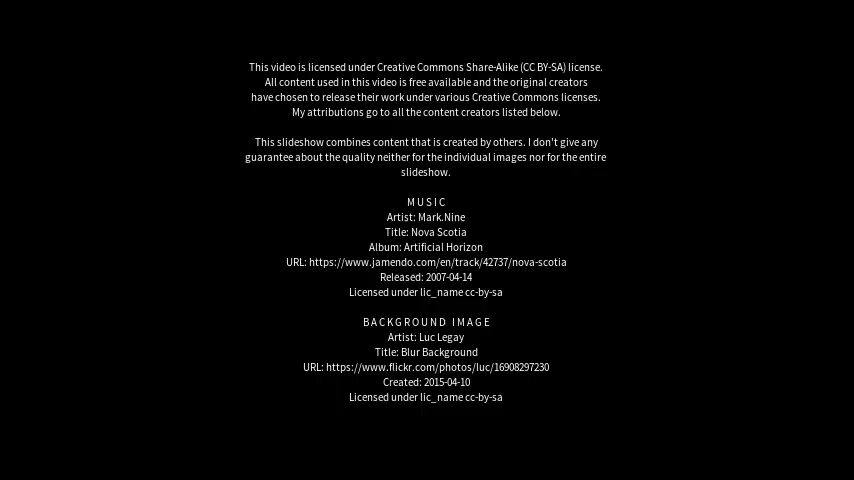 This video is licensed under Creative Commons Share-Alike (CC BY-SA) license.
All content used in this video is free available and the original creators
have chosen to release their work under various Creative Commons licenses.
My attributions go to all the content creators listed below.
This slideshow combines content that is created by others. I don't give any
guarantee about the quality neither for the individual images nor for the entire
slideshow.
M U S I C
Artist: Mark.Nine
Title: Nova Scotia
Album: Artificial Horizon
URL: https://www.jamendo.com/en/track/42737/nova-scotia
Released: 2007-04-14
Licensed under lic_name cc-by-sa
B A C K G R O U N D   I M A G E
Artist: Luc Legay
Title: Blur Background
URL: https://www.flickr.com/photos/luc/16908297230
Created: 2015-04-10
Licensed under lic_name cc-by-sa